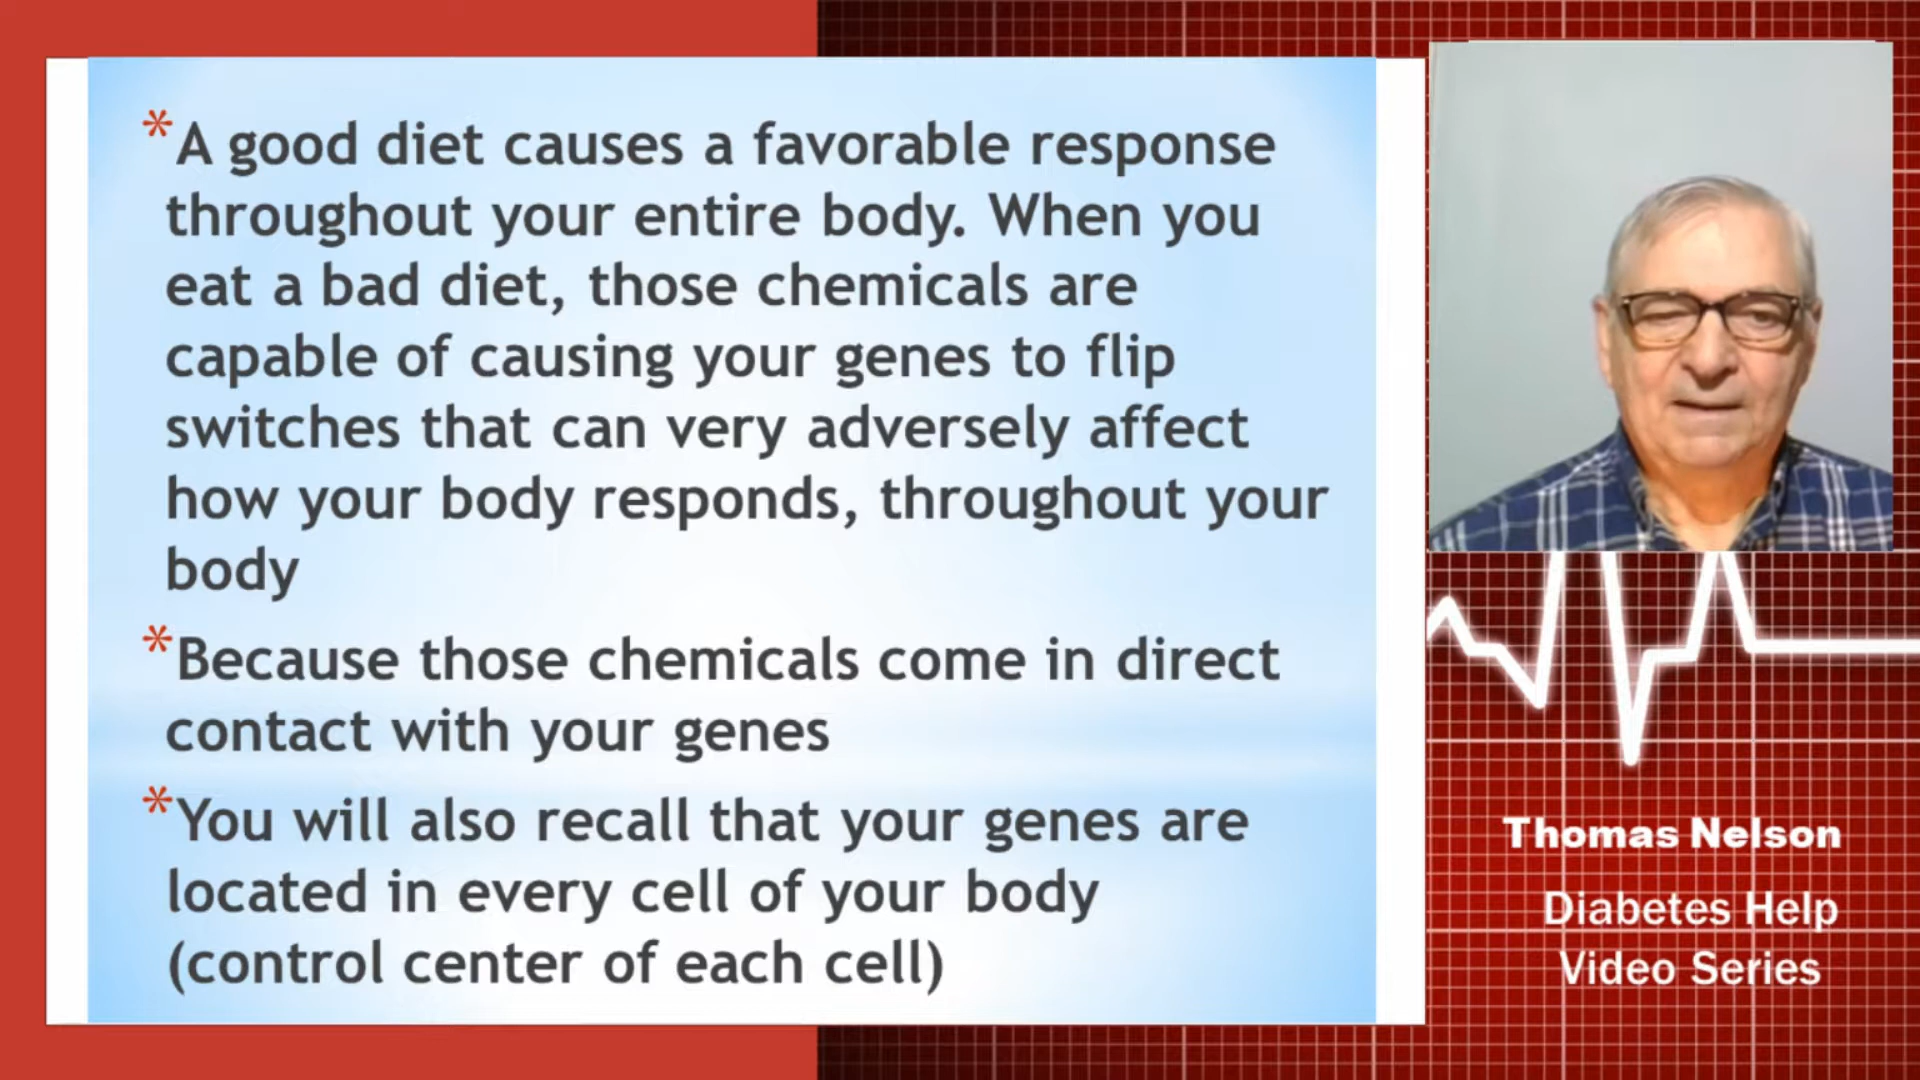 *A good diet causes a favorable response
throughout your entire body. When you
eat a bad diet, those chemicals are
capable of causing your genes to flip
switches that can very adversely affect
how your body responds, throughout your
body
*Because those chemicals come in direct
contact with your genes
*You will also recall that your genes are
located in every cell of your body
(control center of each cell)
Thomas Nelson
Diabetes Help
Video Series